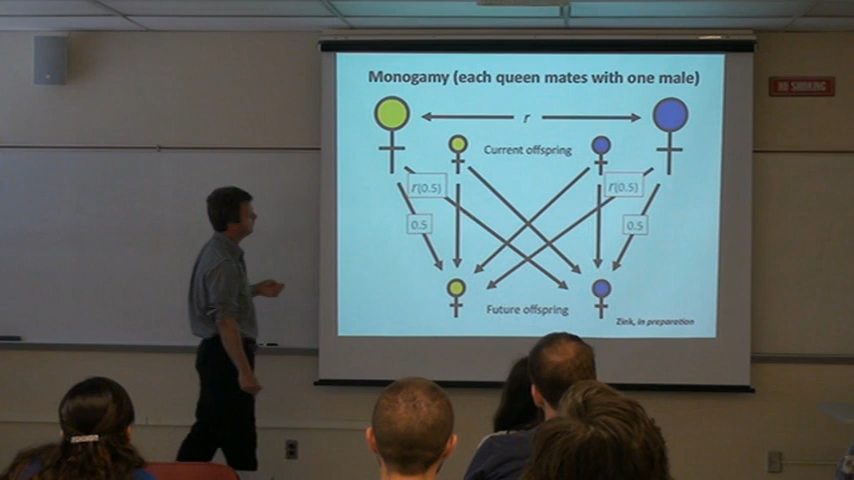 Monogamy (each queen mates with one male)
r
Current offspring
r(0.5)
r(0.5)
0.5
0.5
Future offspring
Zink, in preparation
NO SMOKING